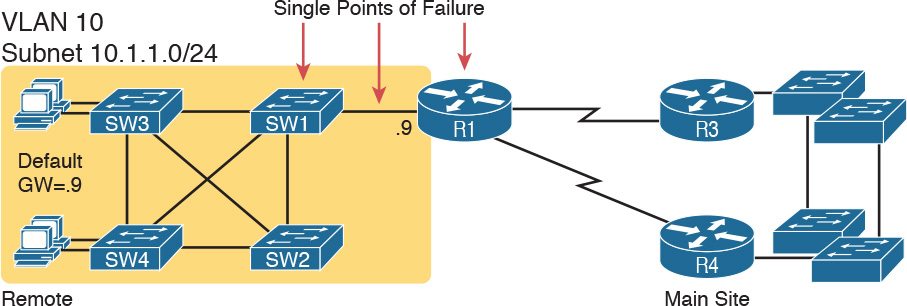 Single Points of Failure
VLAN 10
Subnet 10.1.1.0/24
SW3
SW1
.9
R1
R3
Default
GW=.9
SW4
SW2
R4
Remote
Main Site